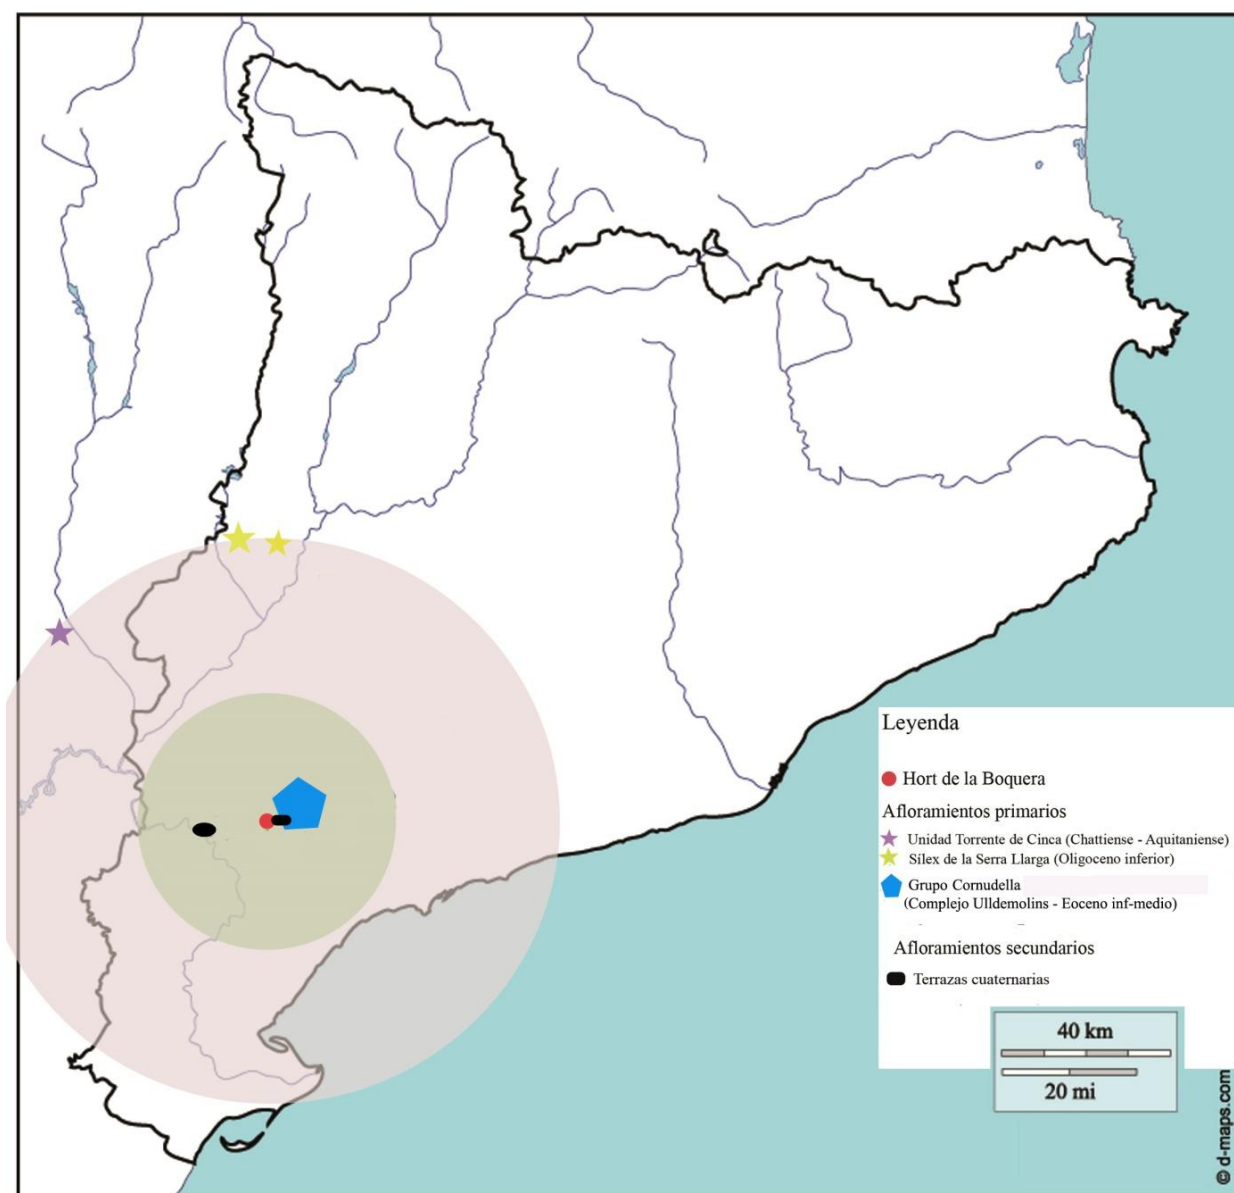 Leyenda
Hort de la Boquera
Afloramientos primarios
Unidad Torrente de Cinca (Chattiense - Aquitaniense)
Sílex de la Serra Llarga (Oligoceno inferior)
Grupo Cornudella
(Complejo Ulldemolins - Eoceno inf-medio)
Afloramientos secundarios
Terrazas cuaternarias
40 km
20 mi
© d-maps.com